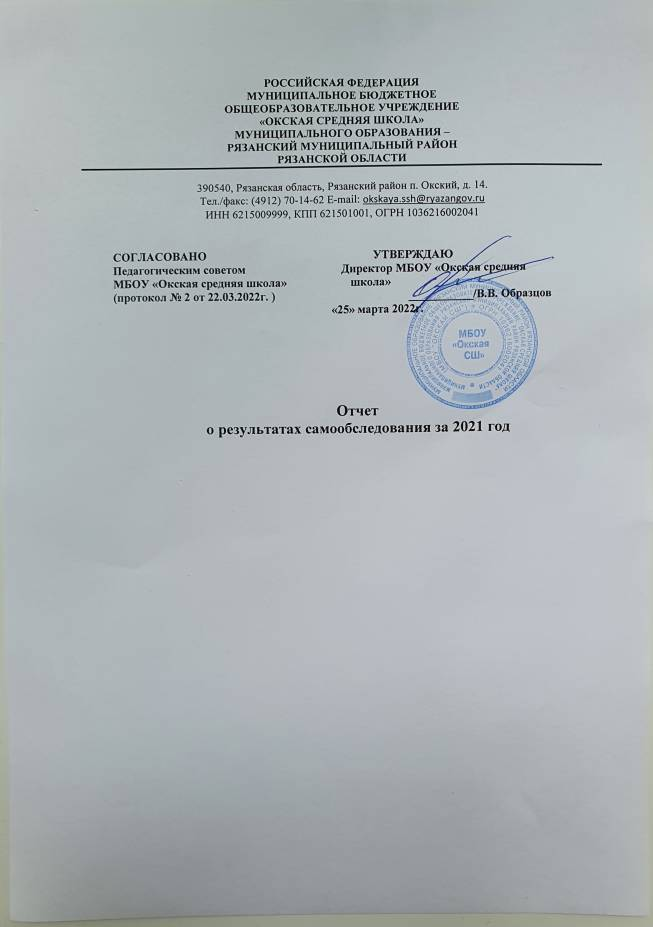 РОССИЙСКАЯ ФЕДЕРАЦИЯ
МУНИЦИПАЛЬНОЕ БЮДЖЕТНОЕ
ОБЩЕОБРАЗОВАТЕЛЬНОЕ УЧРЕЖДЕНИЕ
«ОКСКАЯ СРЕДНЯЯ ШКОЛА»
МУНИЦИПАЛЬНОГО ОБРАЗОВАНИЯ –
РЯЗАНСКИЙ МУНИЦИПАЛЬНЫЙ РАЙОН
РЯЗАНСКОЙ ОБЛАСТИ
390540, Рязанская область, Рязанский район п. Окский, д. 14.
Тел./факс: (4912) 70-14-62 E-mail: okskaya.ssh@ryazangov.ru
ИНН 6215009999, КПП 621501001, ОГРН 1036216002041
СОГЛАСОВАНО
Педагогическим советом
МБОУ «Окская средняя школа»
(протокол № 2 от 22.03.2022г. )
УТВЕРЖДАЮ
Директор МБОУ «Окская средняя
школа»
/В.В. Образцов
«25» марта 2022г.
МБОУ
«Окская
СШ»
Отчет
о результатах самообследования за 2021 год